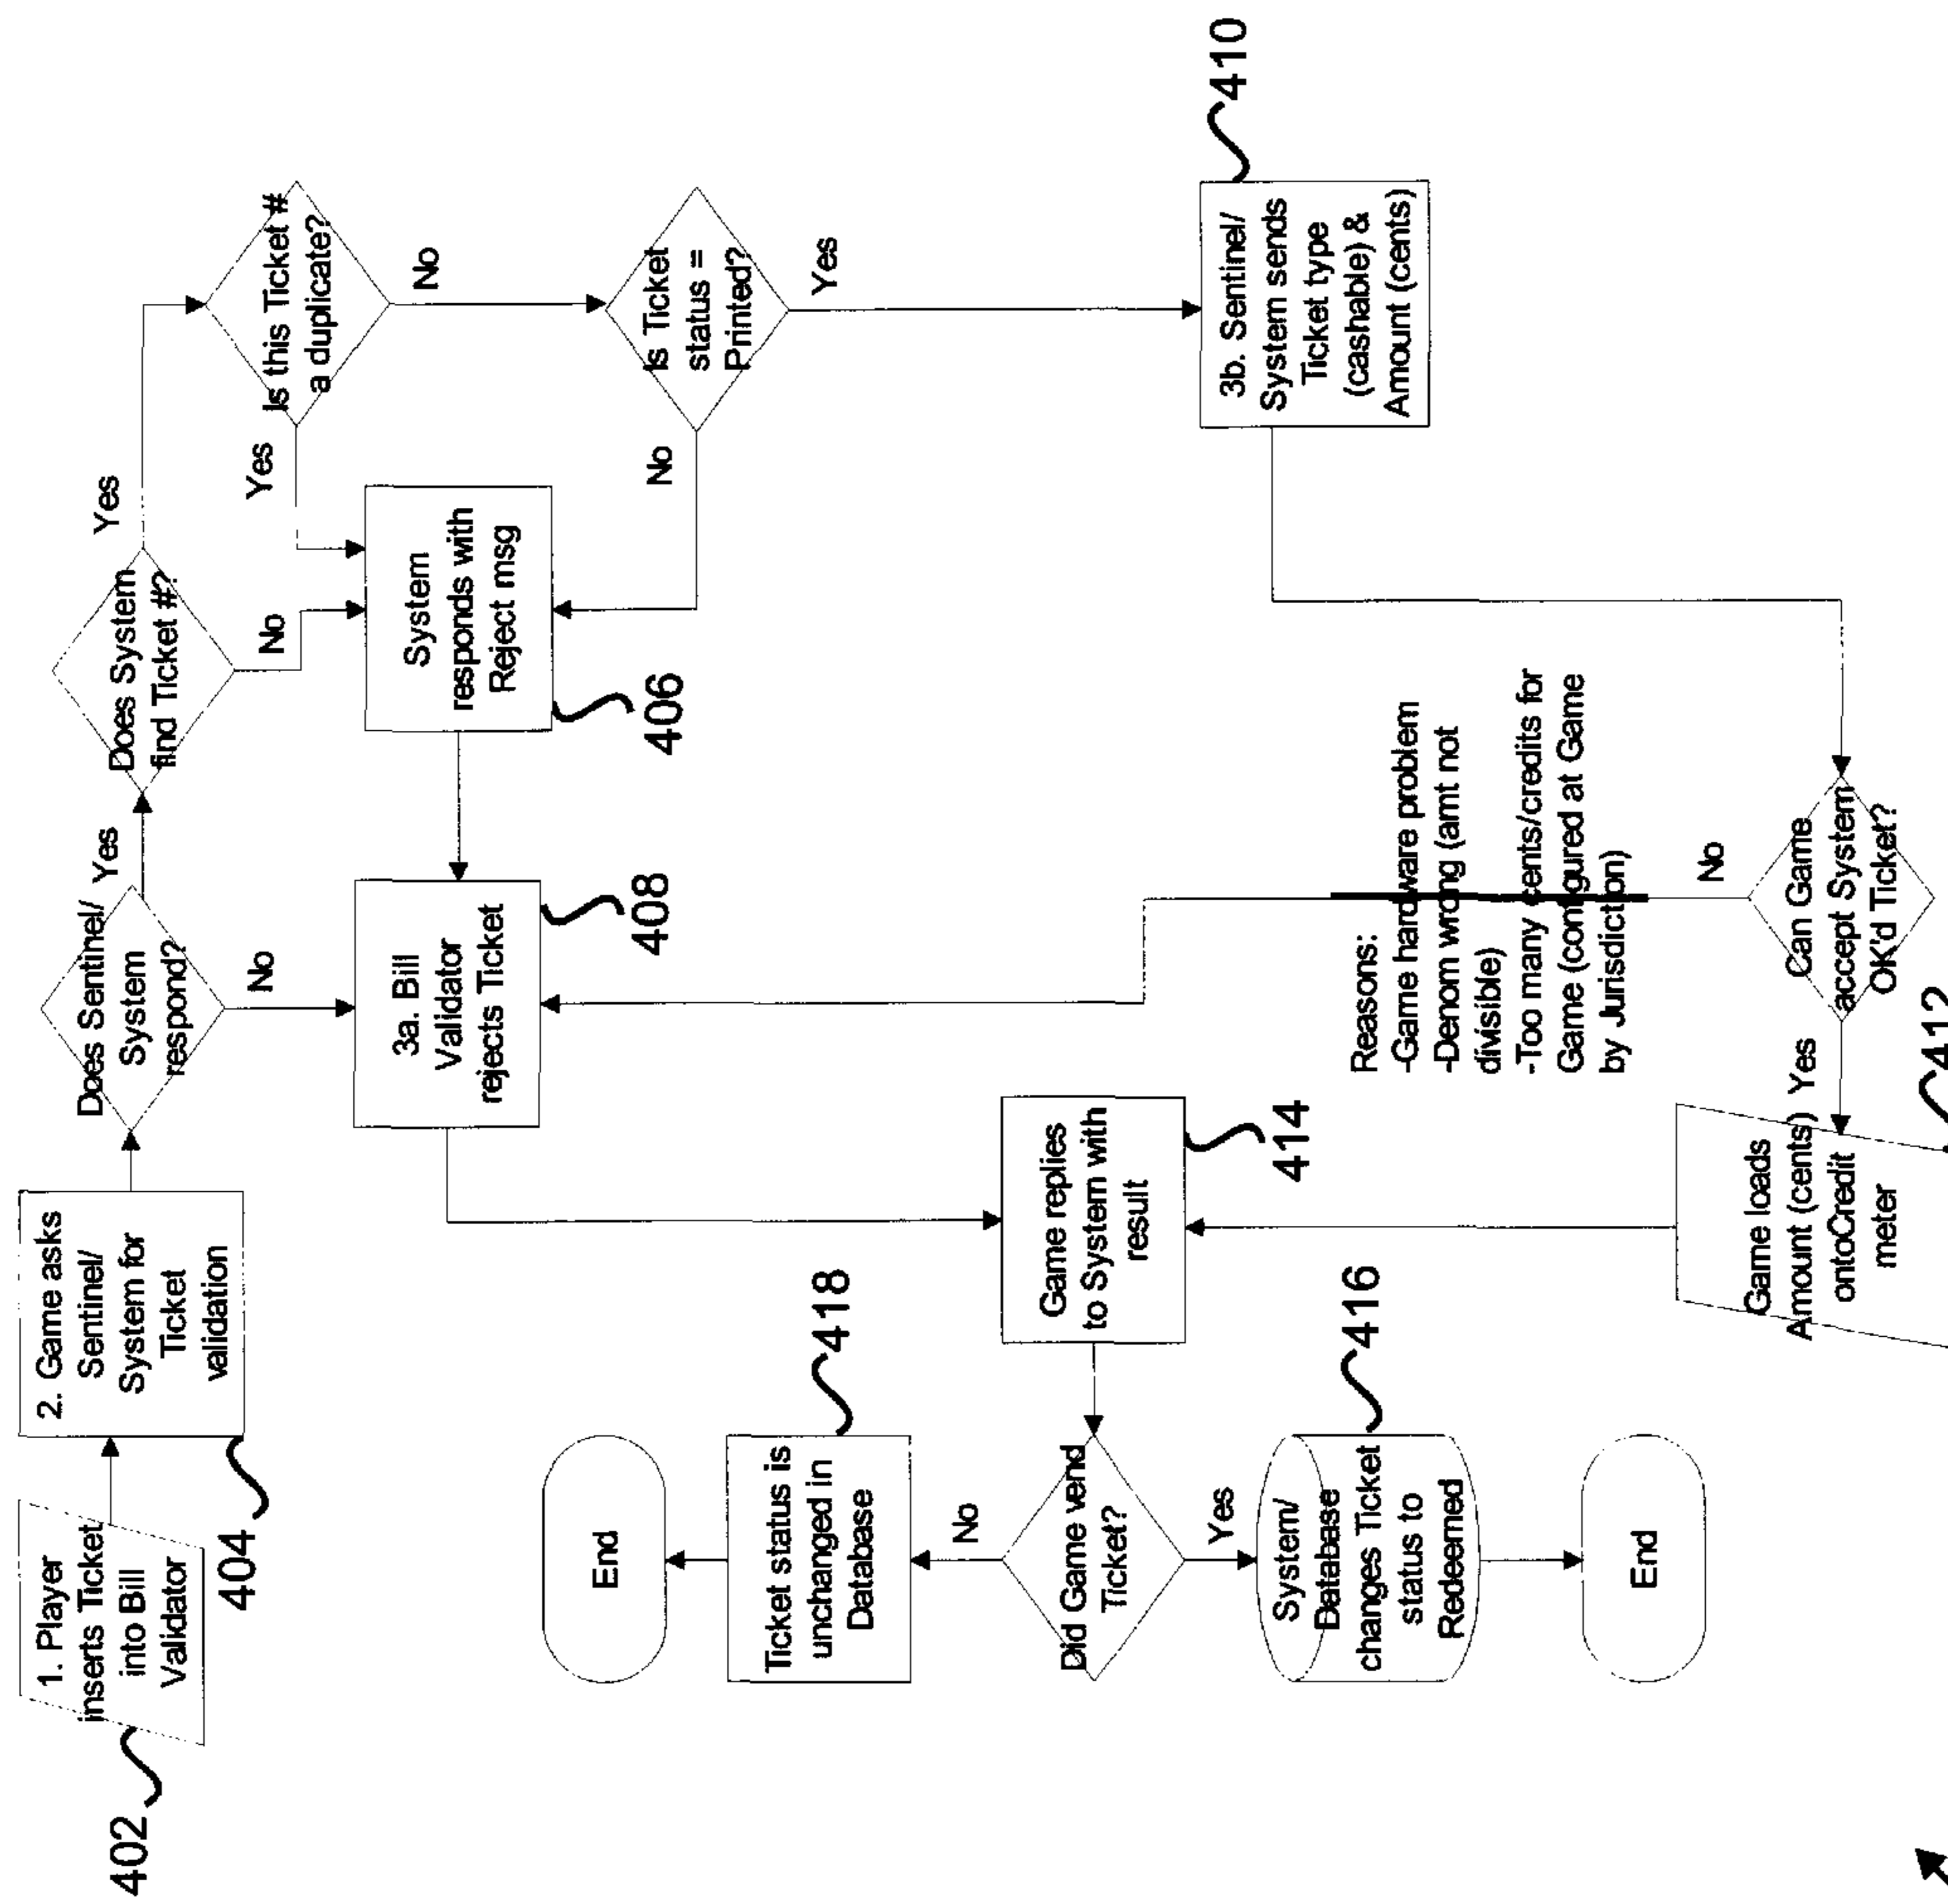 1. Player
inserts Ticket
into Bill
Validator
402
2. Game asks
Sentinel/
System for
Ticket
validation
404
Does Sentinel/
System
respond?
Yes
No
Does System
find Ticket #?
Yes
No
Is this Ticket #
a duplicate?
Yes
No
System
responds with
Reject msg
406
Is Ticket
status =
Printed?
No
Yes
3a. Bill
Validator
rejects Ticket
408
3b. Sentinel/
System sends
Ticket type
(cashable) &
Amount (cents)
410
Reasons:
-Game hardware problem
-Denom wrong (amt not
divisible)
-Too many cents/credits for
Game (configured at Game
by Jurisdiction)
No
Can Game
accept System
OK'd Ticket?
Yes
Game loads
Amount (cents)
ontoCredit
meter
412
Game replies
to System with
result
414
Did Game vend
Ticket?
No
Yes
Ticket status is
unchanged in
Database
418
End
System/
Database
changes Ticket
status to
Redeemed
416
End